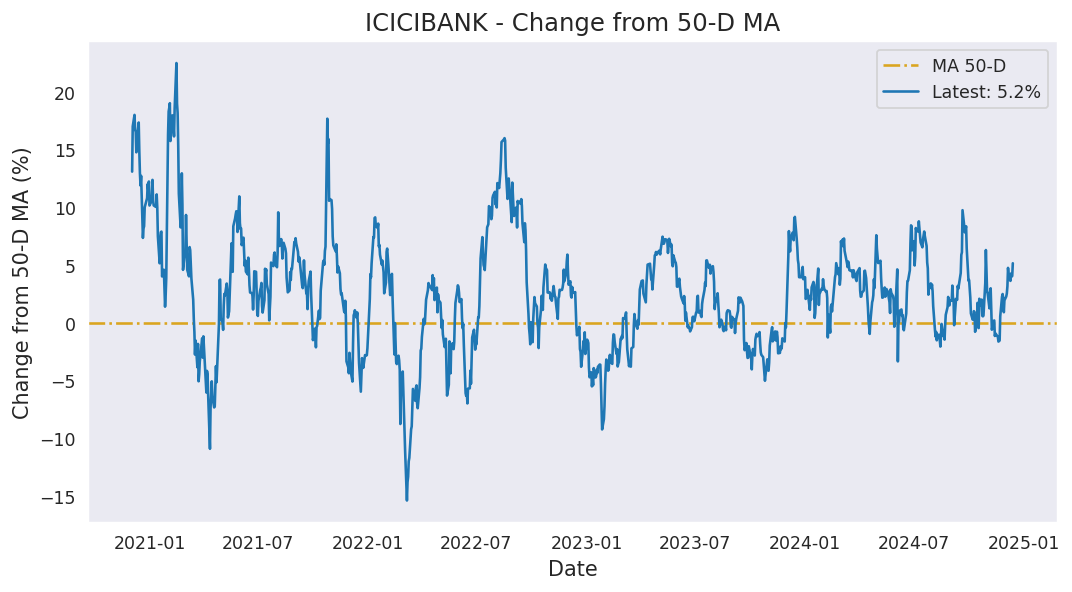 ICICIBANK - Change from 50-D MA
MA 50-D
Latest: 5.2%
Change from 50-D MA (%)
20
15
10
5
0
−5
−10
−15
2021-01 2021-07 2022-01 2022-07 2023-01 2023-07 2024-01 2024-07 2025-01
Date